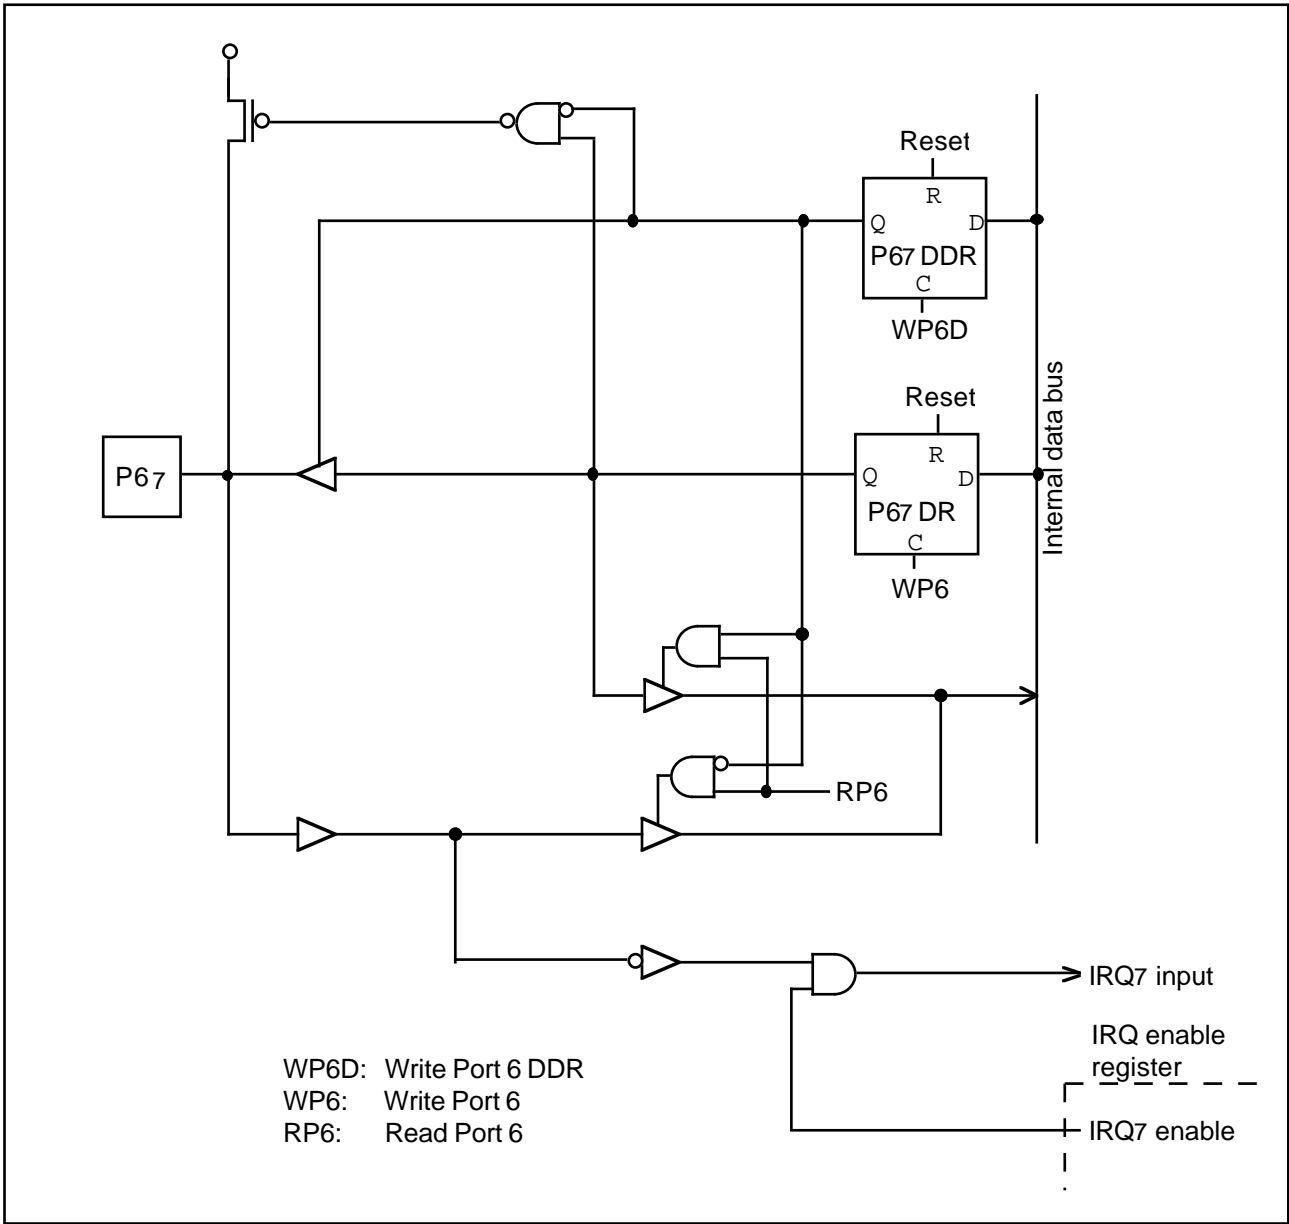 Reset
R
Q D
P67 DDR
C
WP6D
Reset
R
Q D
P67 DR
C
WP6
Internal data bus
P67
RP6
IRQ7 input
IRQ enable
register
IRQ7 enable
WP6D: Write Port 6 DDR
WP6: Write Port 6
RP6: Read Port 6